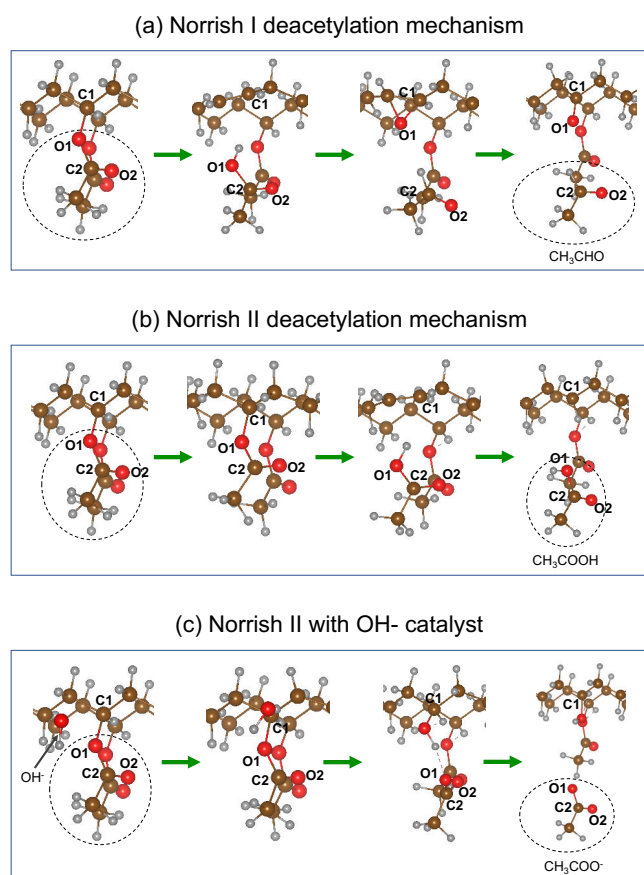 (a) Norrish I deacetylation mechanism
C1 C1 C1 C1
O1 O1 O1 O1
C2 O2 C2 O2 C2 O2 C2 O2
CH₃CHO
(b) Norrish II deacetylation mechanism
C1 C1 C1 C1
O1 O1 O1 O1
C2 O2 C2 O2 C2 O2 C2 O2
CH₃COOH
(c) Norrish II with OH- catalyst
C1 C1 C1 C1
OH⁻ O1 O1 O1 O1
C2 O2 C2 O2 C2 O2 C2 O2
CH₃COO⁻